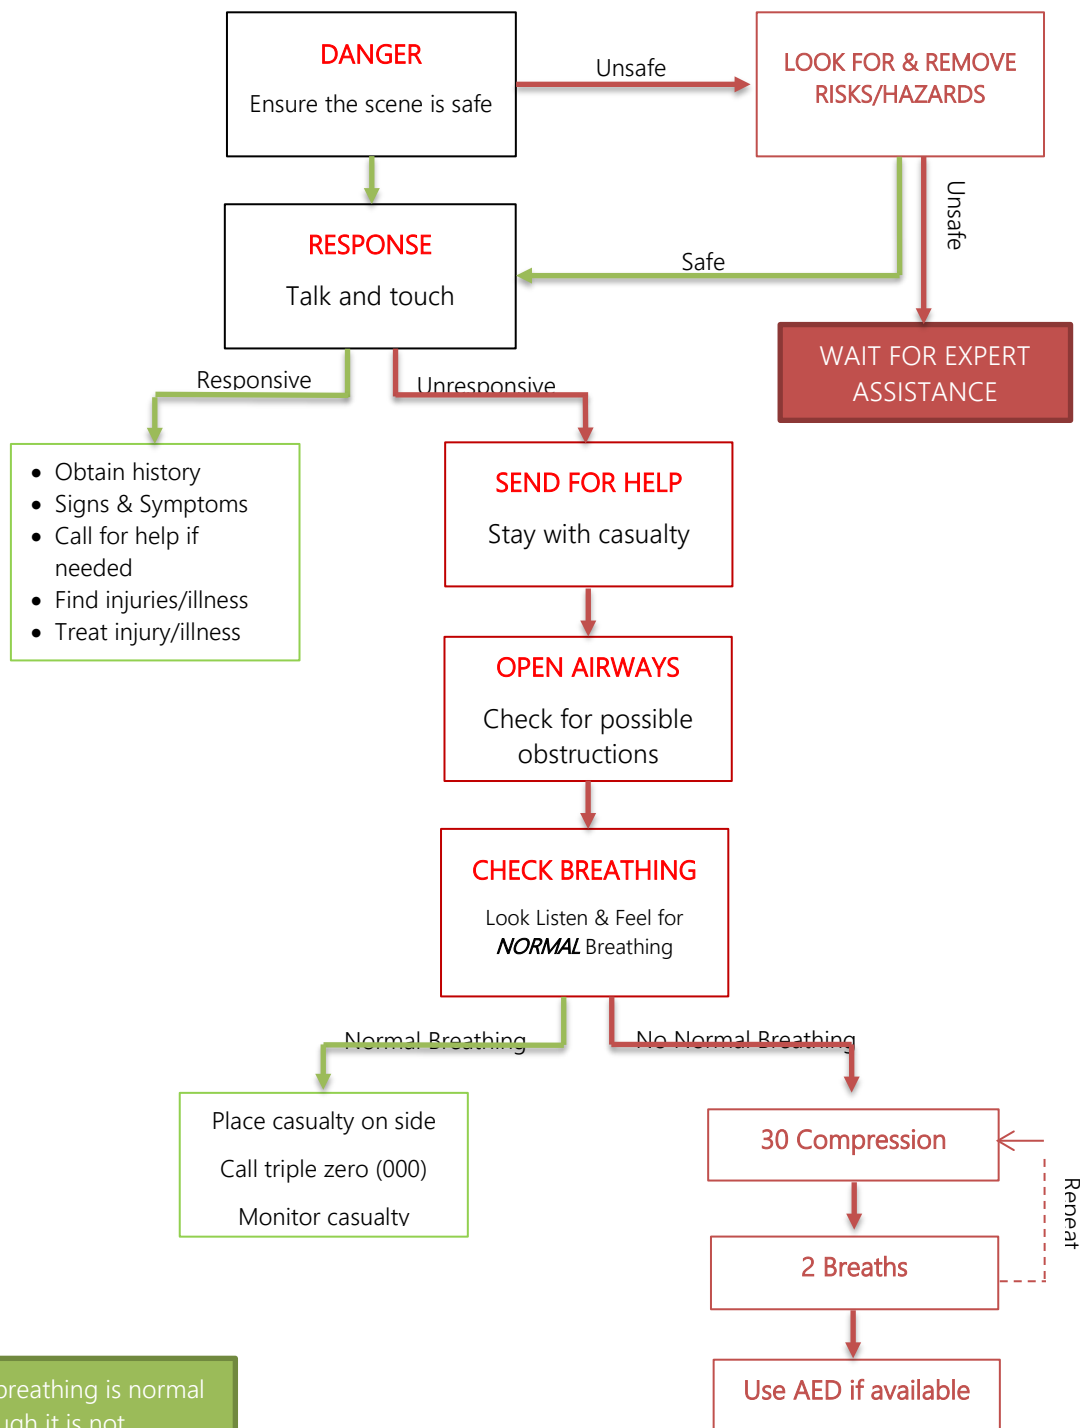 DANGER
Ensure the scene is safe
Unsafe
LOOK FOR & REMOVE
RISKS/HAZARDS
Unsafe
RESPONSE
Talk and touch
Safe
WAIT FOR EXPERT
ASSISTANCE
Responsive
Unresponsive
• Obtain history
• Signs & Symptoms
• Call for help if
needed
• Find injuries/illness
• Treat injury/illness
SEND FOR HELP
Stay with casualty
OPEN AIRWAYS
Check for possible
obstructions
CHECK BREATHING
Look Listen & Feel for
NORMAL Breathing
Normal Breathing
No Normal Breathing
Place casualty on side
Call triple zero (000)
Monitor casualty
30 Compression
Repeat
2 Breaths
Use AED if available
breathing is normal
ugh it is not